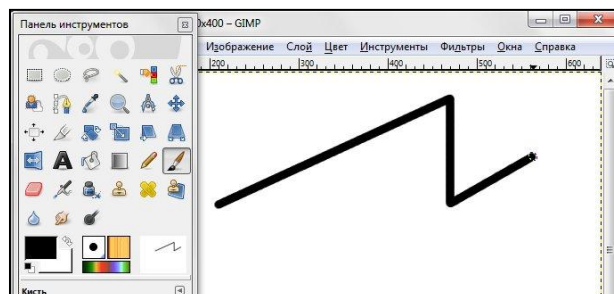 Панель инструментов
0x400 – GIMP
Изображение Слой Цвет Инструменты Фильтры Окна Справка
200 300 400 500 600
Кисть